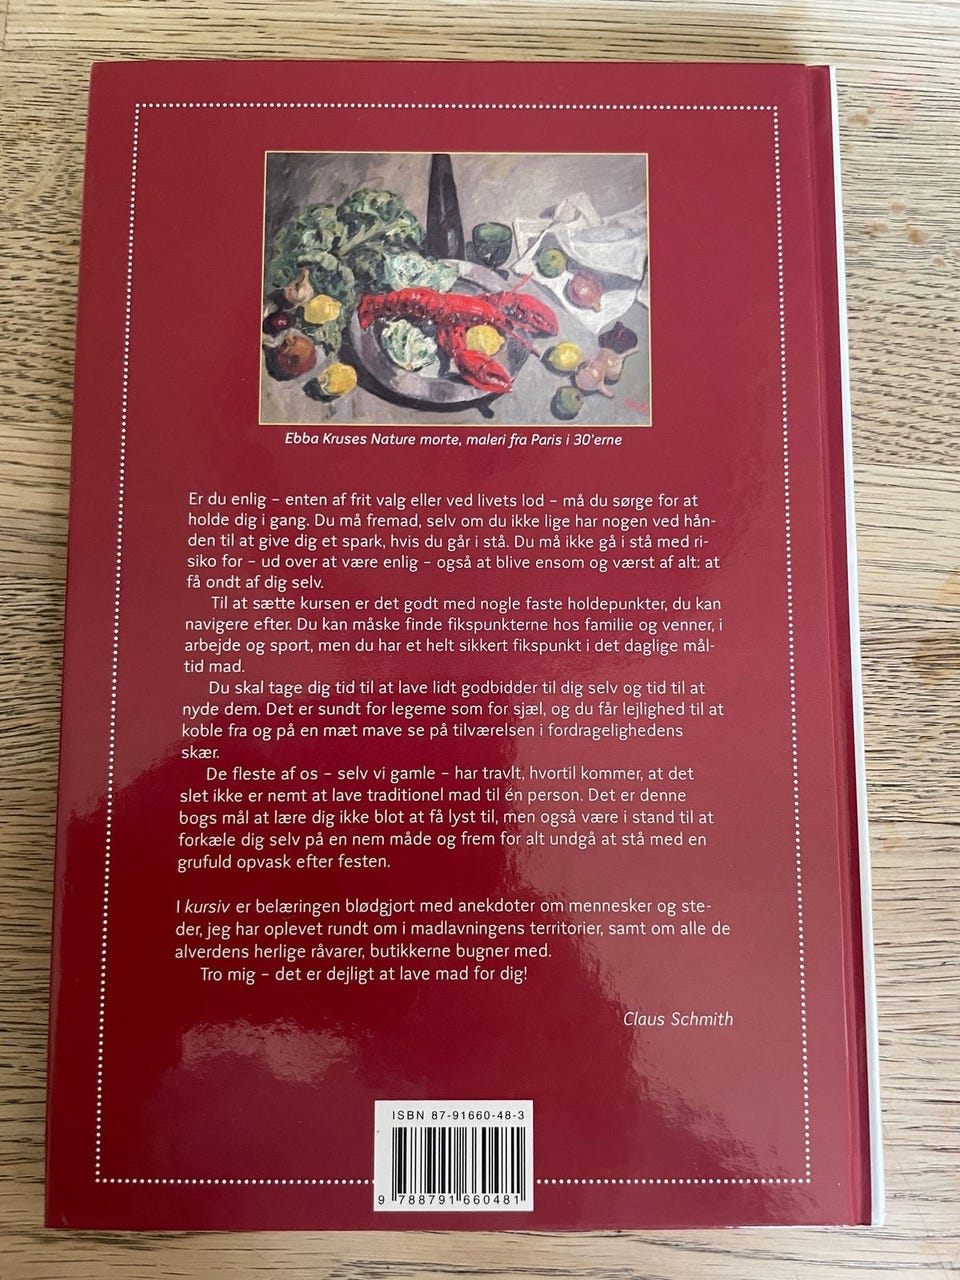 Ebba Kruses Nature morte, maleri fra Paris i 30'erne
Er du enlig – enten af frit valg eller ved livets lod – må du sørge for at
holde dig i gang. Du må fremad, selv om du ikke lige har nogen ved hån-
den til at give dig et spark, hvis du går i stå. Du må ikke gå i stå med ri-
siko for – ud over at være enlig – også at blive ensom og værst af alt: at
få ondt af dig selv.
Til at sætte kursen er det godt med nogle faste holdepunkter, du kan
navigere efter. Du kan måske finde fikspunkterne hos familie og venner, i
arbejde og sport, men du har et helt sikkert fikspunkt i det daglige mål-
tid mad.
Du skal tage dig tid til at lave lidt godbidder til dig selv og tid til at
nyde dem. Det er sundt for legeme som for sjæl, og du får lejlighed til at
koble fra og på en mæt mave se på tilværelsen i fordragelighedens
skær.
De fleste af os – selv vi gamle – har travlt, hvortil kommer, at det
slet ikke er nemt at lave traditionel mad til én person. Det er denne
bogs mål at lære dig ikke blot at få lyst til, men også være i stand til at
forkæle dig selv på en nem måde og frem for alt undgå at stå med en
grufuld opvask efter festen.
I kursiv er belæringen blødgjort med anekdoter om mennesker og ste-
der, jeg har oplevet rundt om i madlavningens territorier, samt om alle de
alverdens herlige råvarer, butikkerne bugner med.
Tro mig – det er dejligt at lave mad for dig!
Claus Schmith
ISBN 87-91660-48-3
9 788791 660481